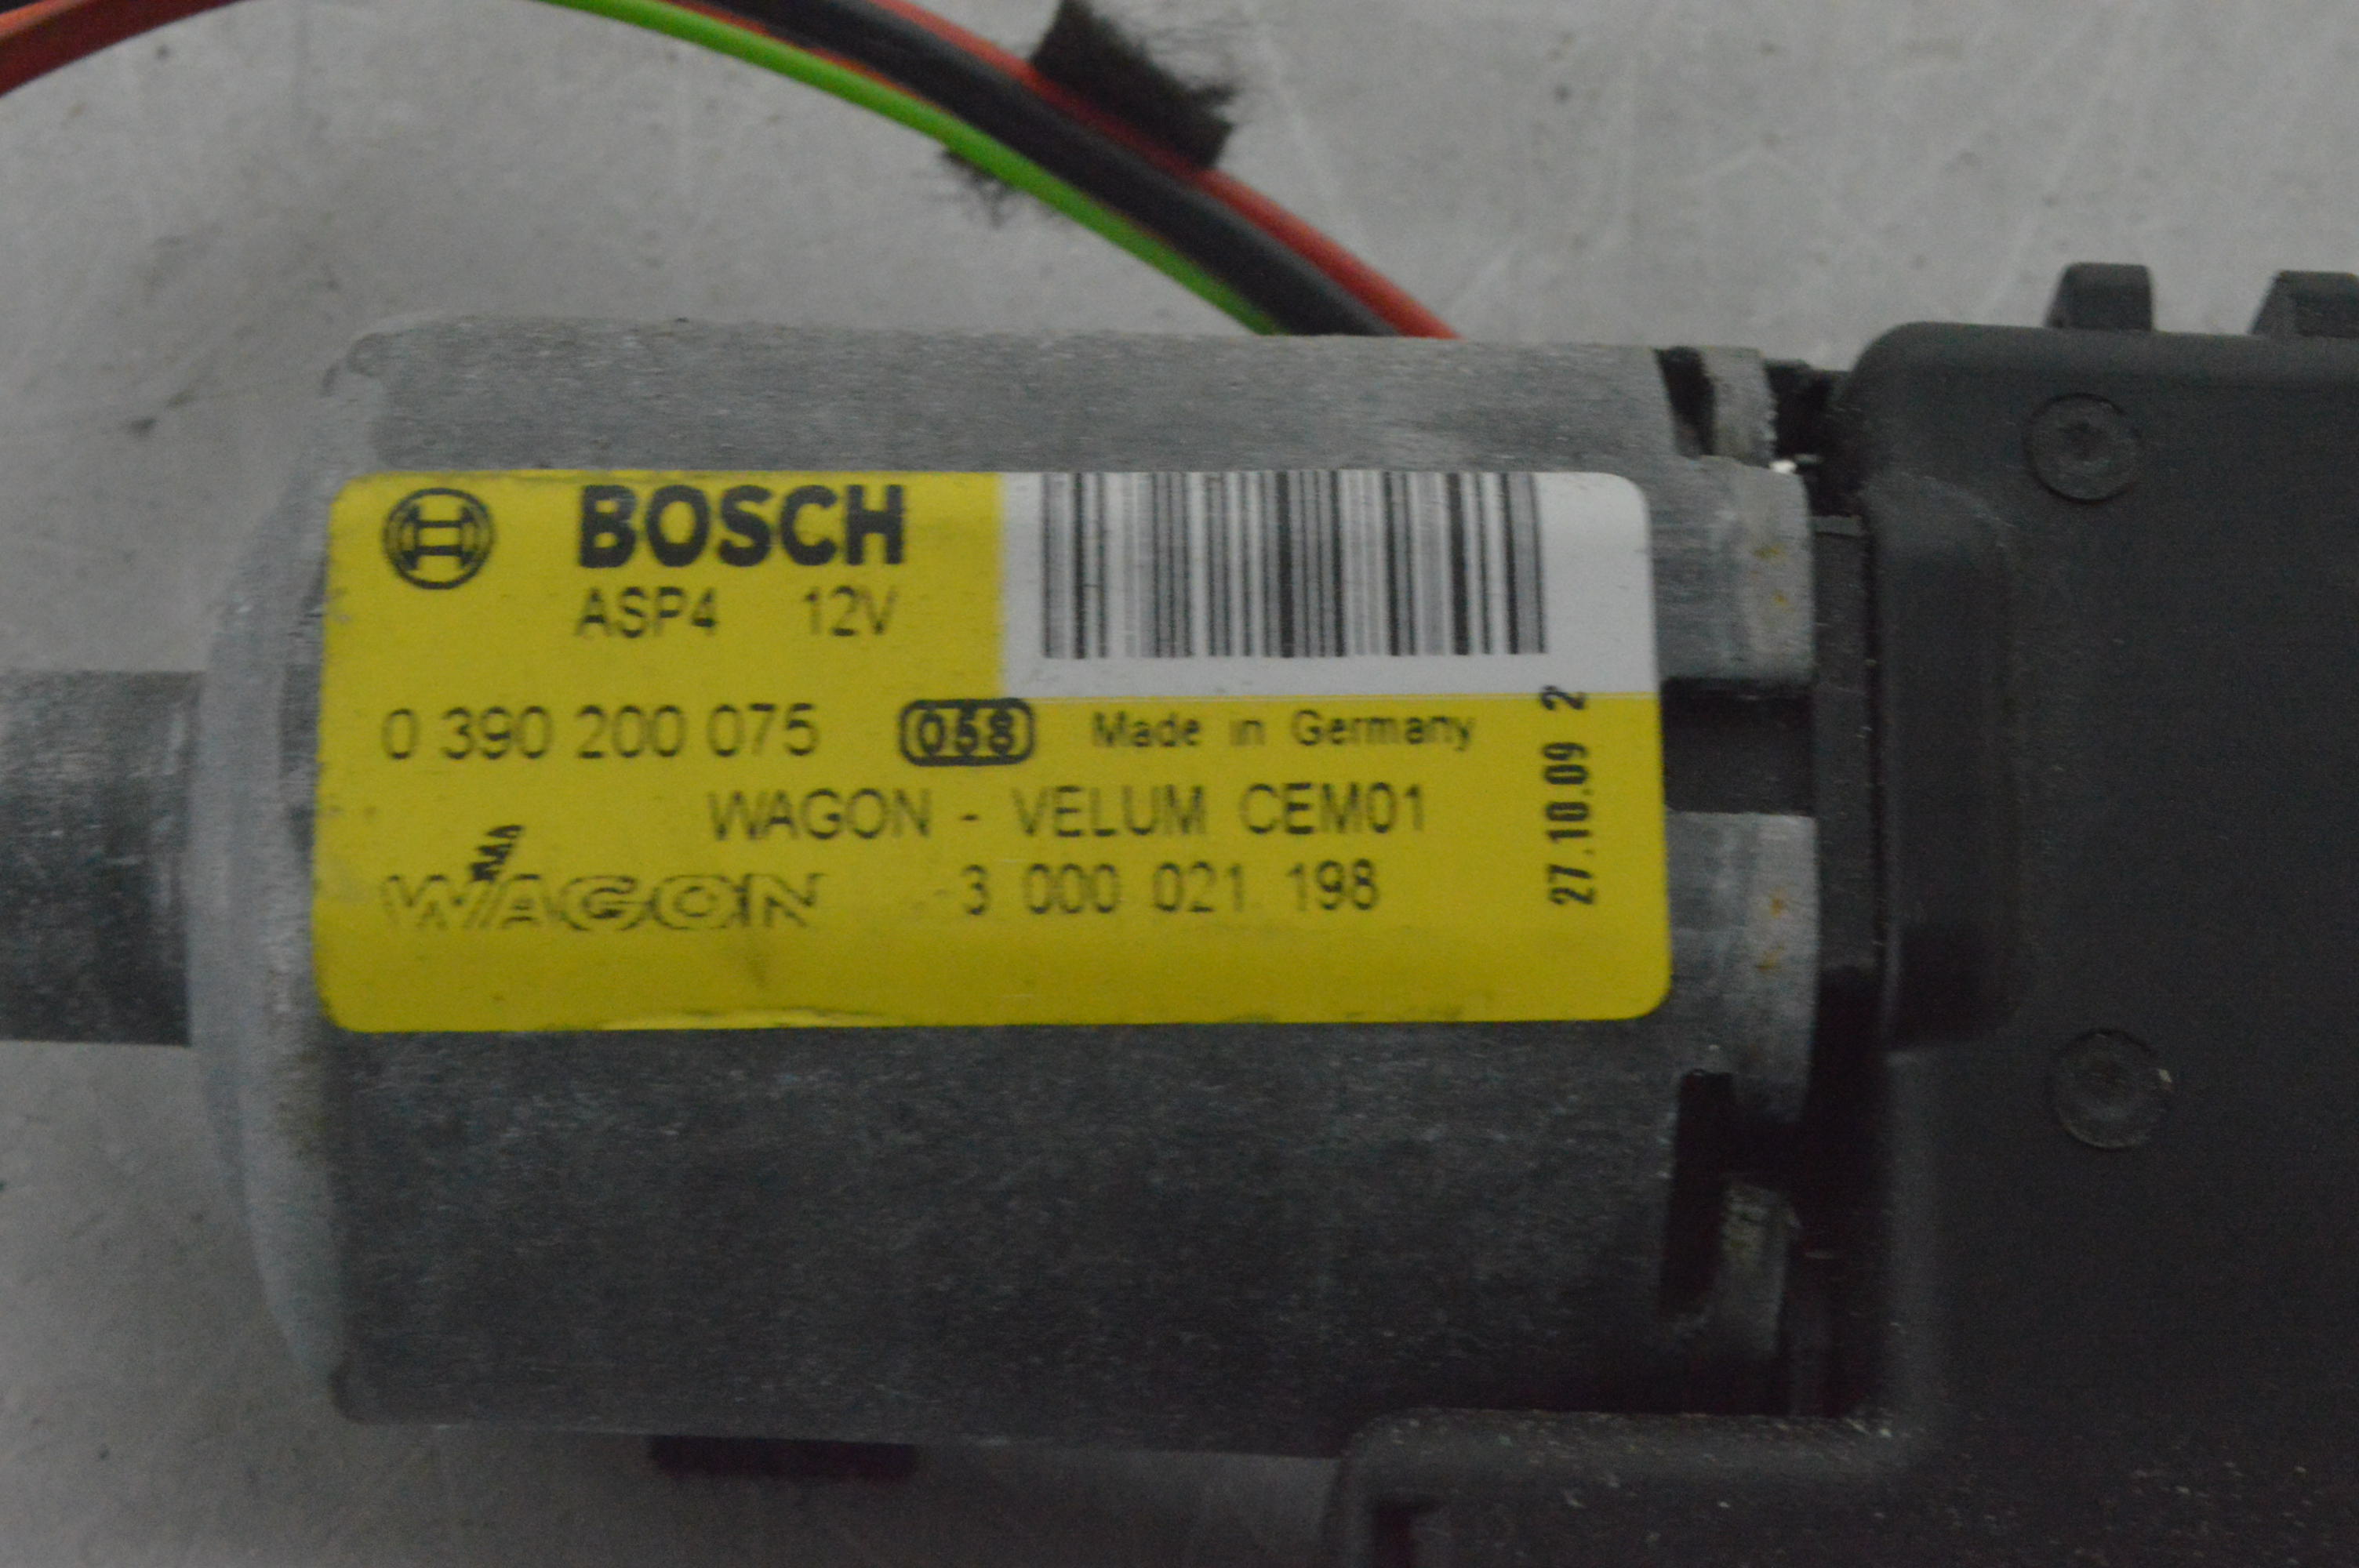 BOSCH
ASP4 12V
0 390 200 075 058 Made in Germany
WAGON - VELUM CEM01
WAGON 3 000 021 198
27.10.09 2